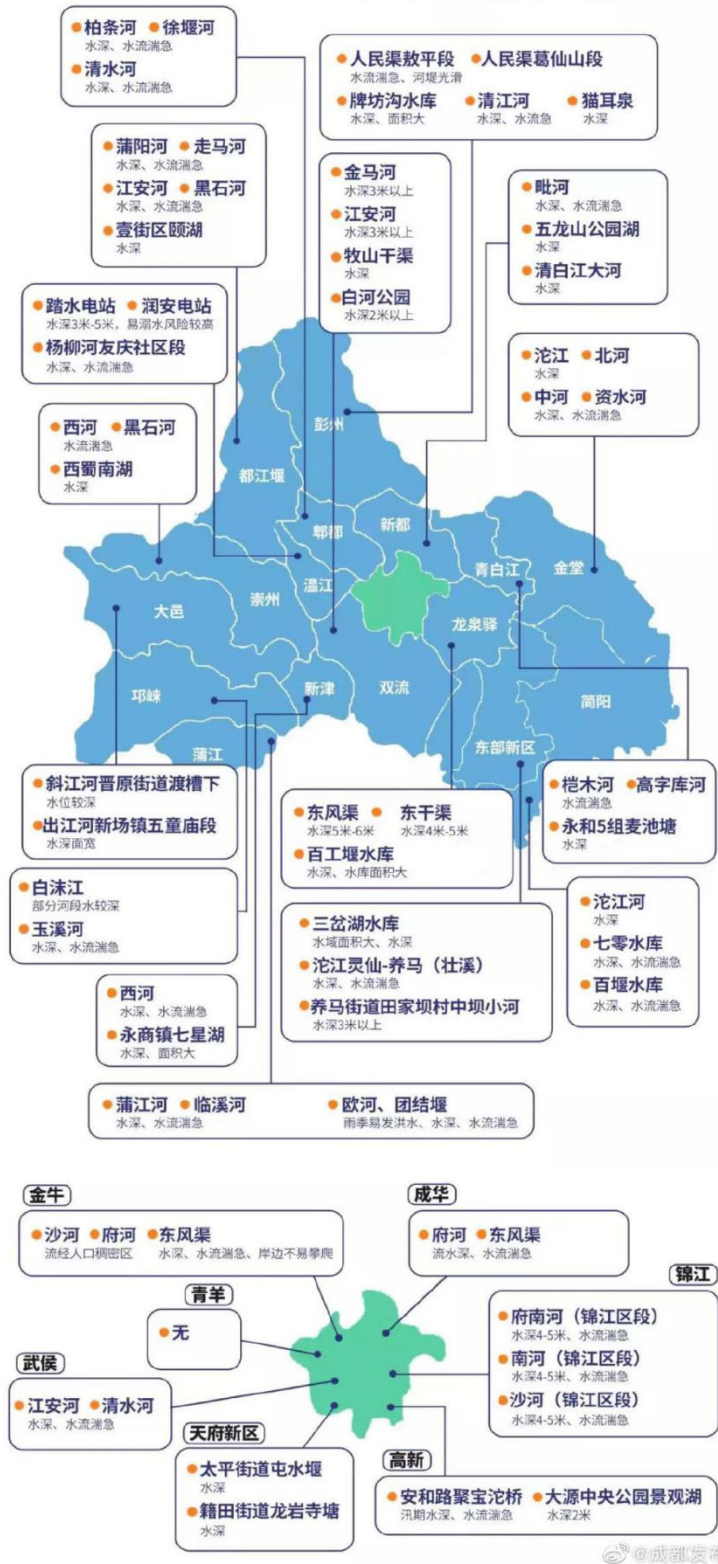 柏条河 徐堰河
水深、水流湍急
清水河
水深、水流湍急
人民渠敖平段 人民渠葛仙山段
水流湍急、河堤光滑
牌坊沟水库 清江河 猫耳泉
水深、面积大 水深、水流急 水深
蒲阳河 走马河
水深、水流湍急
江安河 黑石河
水深、水流湍急
壹街区颐湖
水深
金马河
水深3米以上
江安河
水深3米以上
牧山干渠
水深
白河公园
水深2米以上
毗河
水深、水流湍急
五龙山公园湖
水深
清白江大河
水深
踏水电站 润安电站
水深3米-5米，易溺水风险较高
杨柳河友庆社区段
水深、水流湍急
沱江 北河
水深
中河 资水河
水深、水流湍急
西河 黑石河
水流湍急
西蜀南湖
水深
彭州
都江堰
郫都
新都
青白江
金堂
大邑
崇州
温江
龙泉驿
邛崃
新津
双流
简阳
蒲江
东部新区
斜江河晋原街道渡槽下
水位较深
出江河新场镇五童庙段
水深面宽
东风渠 东干渠
水深5米-6米 水深4米-5米
百工堰水库
水深、水库面积大
桤木河 高字库河
水流湍急
永和5组麦池塘
水深
白沫江
部分河段水较深
玉溪河
水深、水流湍急
三岔湖水库
水域面积大、水深
沱江灵仙-养马（壮溪）
水深、水流湍急
养马街道田家坝村中坝小河
水深3米以上
沱江河
水深
七零水库
水深、水流湍急
百堰水库
水深、水流湍急
西河
水深、水流湍急
永商镇七星湖
水深、面积大
蒲江河 临溪河 欧河、团结堰
水深、水流湍急 雨季易发洪水、水深、水流湍急
金牛
沙河 府河 东风渠
流经人口稠密区 水深、水流湍急、岸边不易攀爬
成华
府河 东风渠
流水深、水流湍急
青羊
无
锦江
府南河（锦江区段）
水深4-5米、水流湍急
南河（锦江区段）
水深4-5米、水流湍急
沙河（锦江区段）
水深4-5米、水流湍急
武侯
江安河 清水河
水深、水流湍急
天府新区
太平街道屯水堰
水深
籍田街道龙岩寺塘
水深
高新
安和路聚宝沱桥 大源中央公园景观湖
汛期水深、水流湍急 水深2米
@成都发布